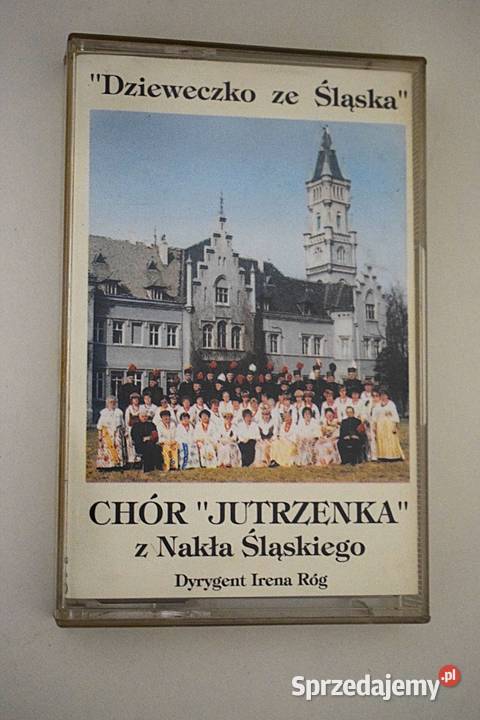 "Dzieweczko ze Śląska"
CHÓR "JUTRZENKA"
z Nakła Śląskiego
Dyrygent Irena Róg
Sprzedajemy.pl